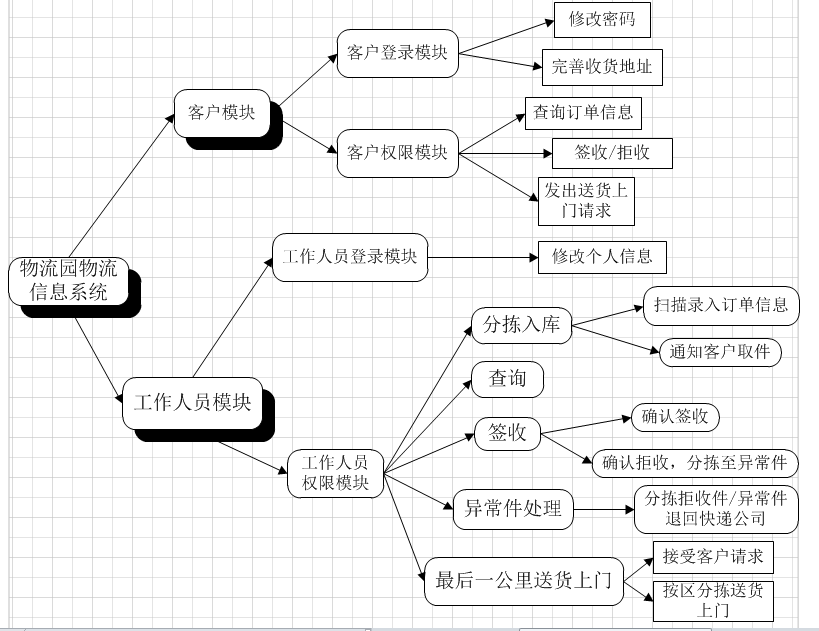 物流园物流
信息系统
客户模块
客户登录模块
修改密码
完善收货地址
客户权限模块
查询订单信息
签收/拒收
发出送货上
门请求
工作人员模块
工作人员登录模块
修改个人信息
工作人员
权限模块
分拣入库
扫描录入订单信息
通知客户取件
查询
签收
确认签收
确认拒收，分拣至异常件
异常件处理
分拣拒收件/异常件
退回快递公司
最后一公里送货上门
接受客户请求
按区分拣送货
上门